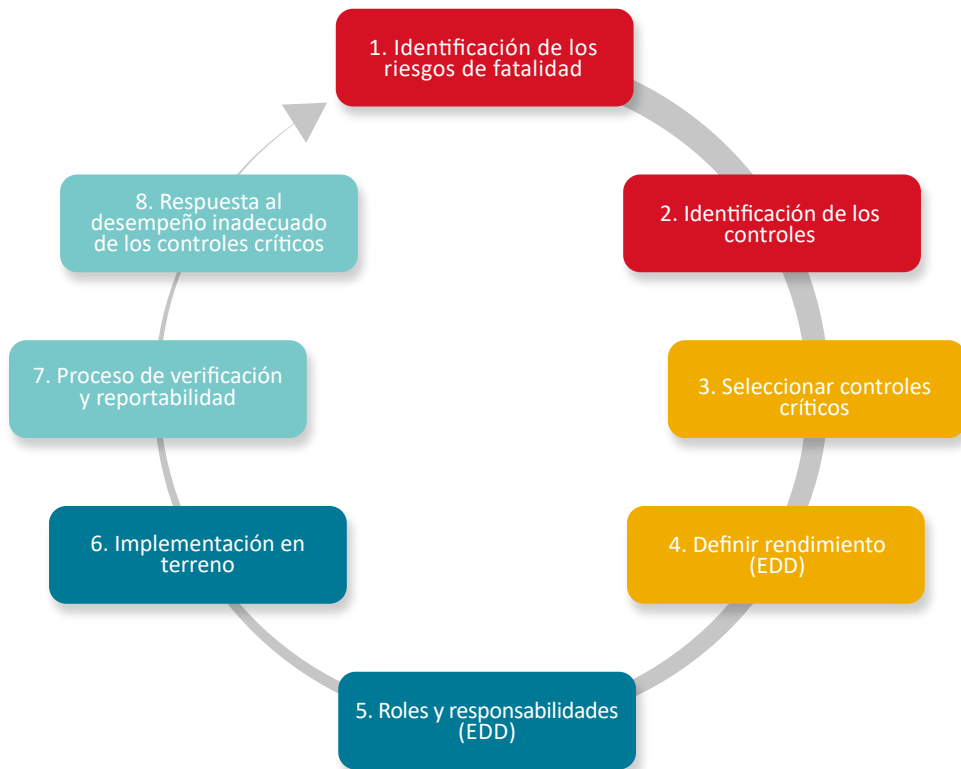 1. Identificación de los
riesgos de fatalidad
2. Identificación de los
controles
3. Seleccionar controles
críticos
4. Definir rendimiento
(EDD)
5. Roles y responsabilidades
(EDD)
6. Implementación en
terreno
7. Proceso de verificación
y reportabilidad
8. Respuesta al
desempeño inadecuado
de los controles críticos